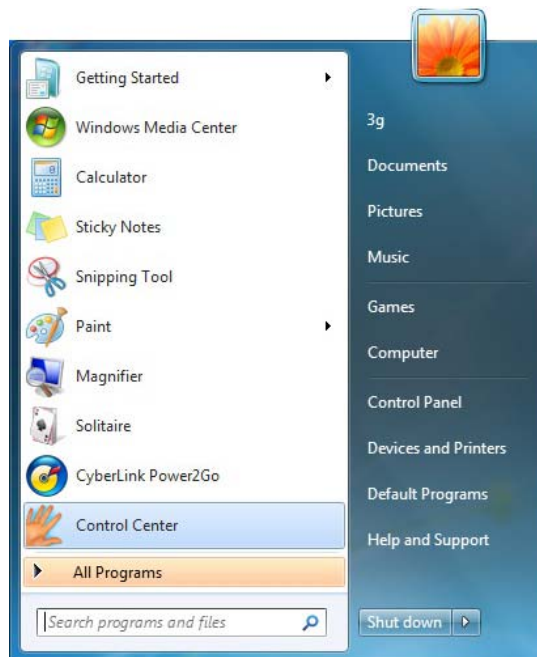 Getting Started
Windows Media Center
Calculator
Sticky Notes
Snipping Tool
Paint
Magnifier
Solitaire
CyberLink Power2Go
Control Center
All Programs
Search programs and files
3g
Documents
Pictures
Music
Games
Computer
Control Panel
Devices and Printers
Default Programs
Help and Support
Shut down